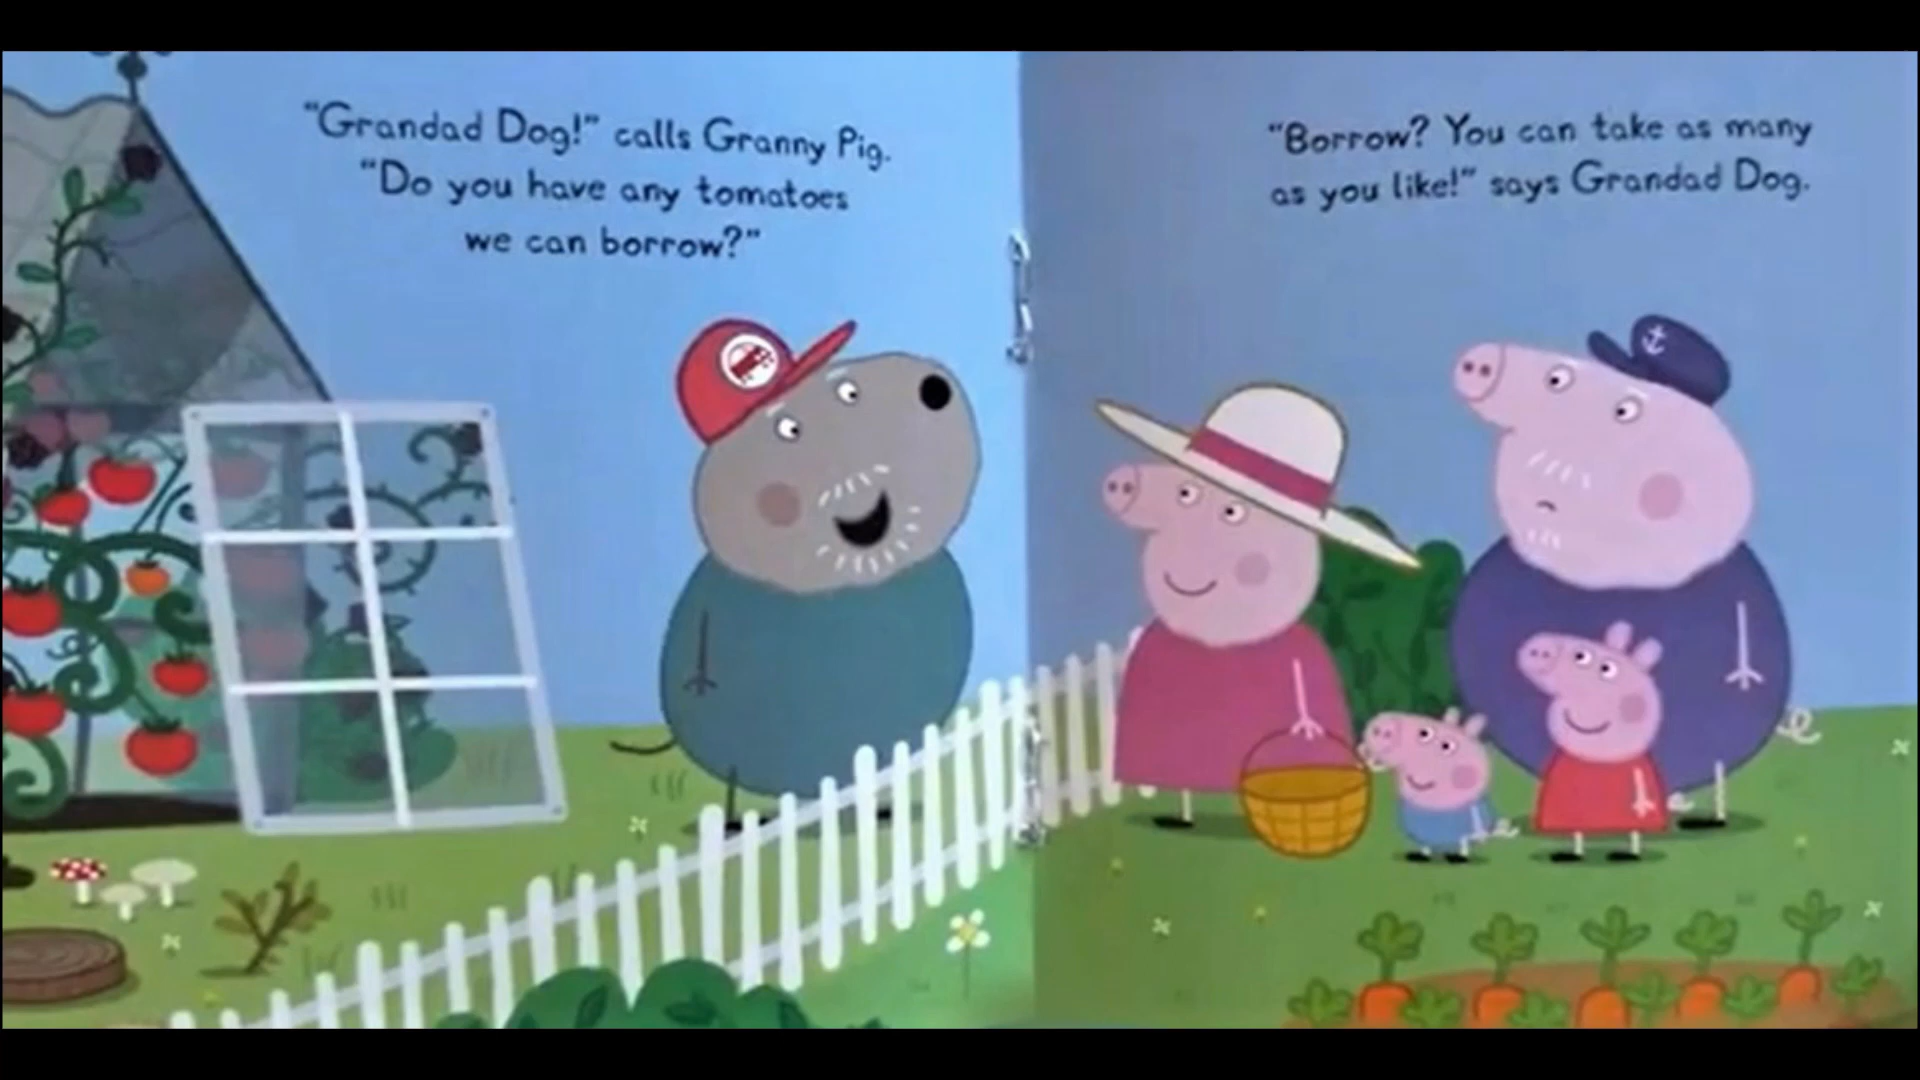 “Grandad Dog!” calls Granny Pig.
“Do you have any tomatoes
we can borrow?”
“Borrow? You can take as many
as you like!” says Grandad Dog.